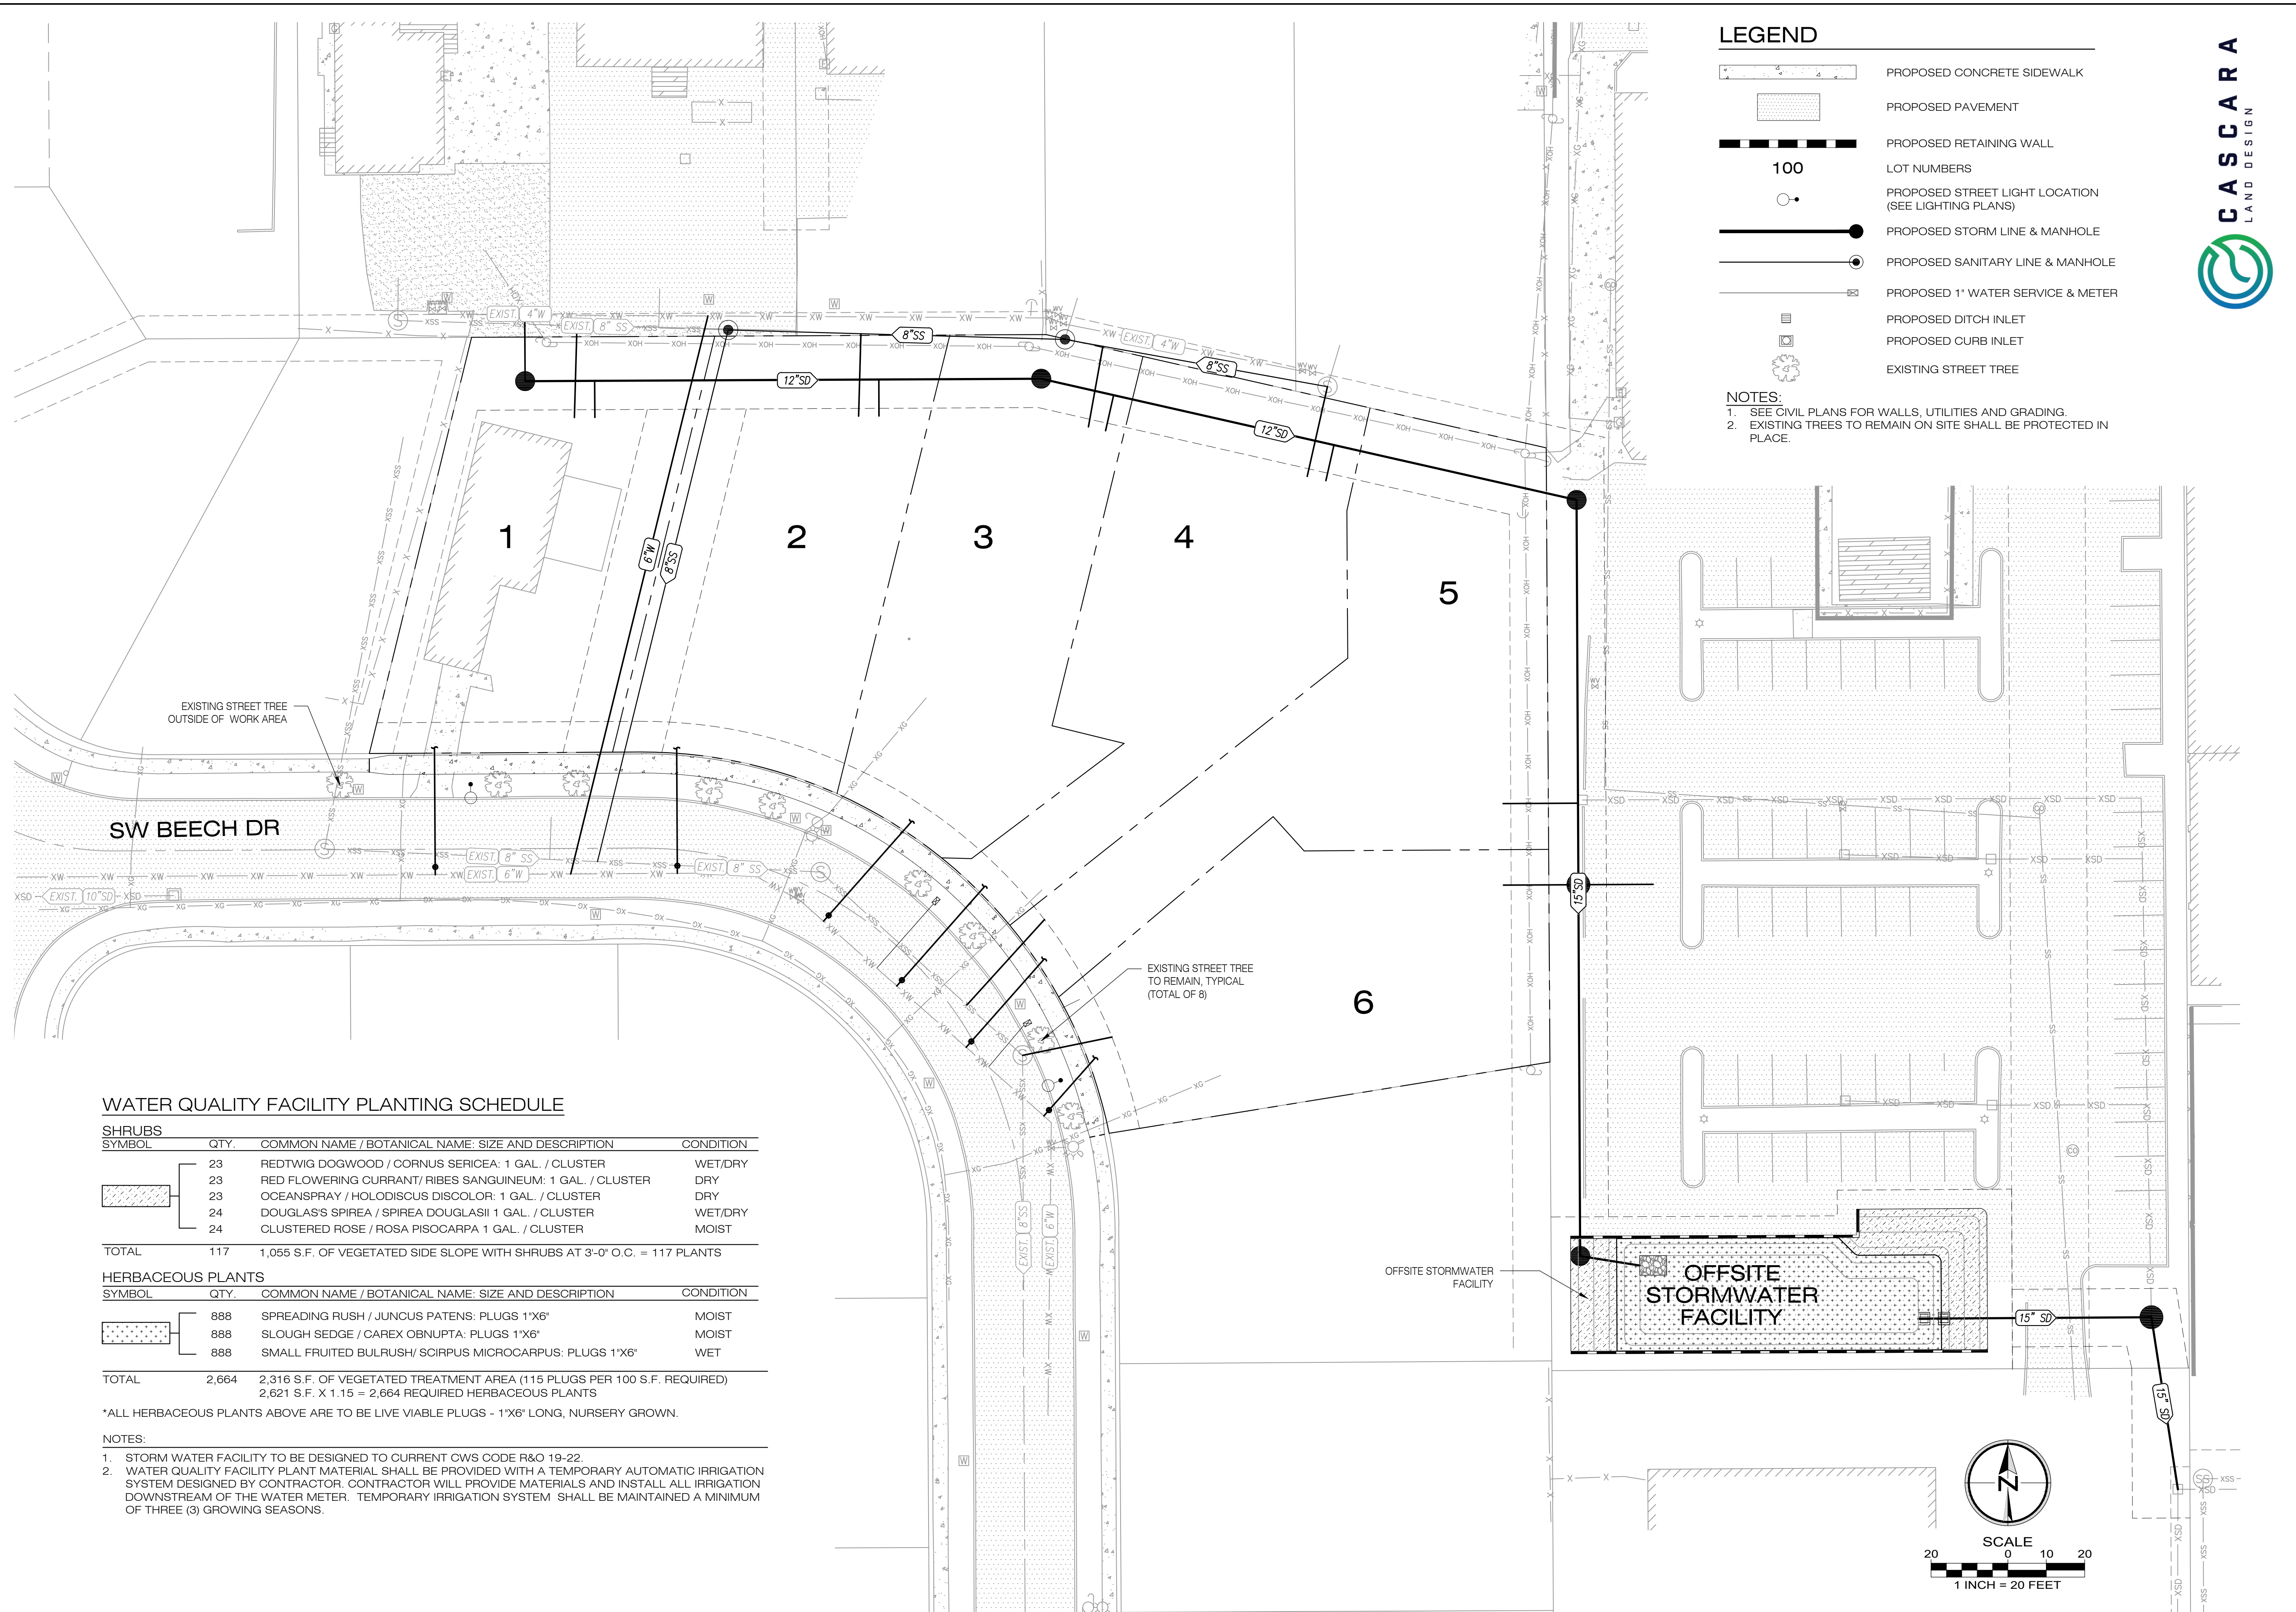 LEGEND
PROPOSED CONCRETE SIDEWALK
PROPOSED PAVEMENT
PROPOSED RETAINING WALL
100 LOT NUMBERS
PROPOSED STREET LIGHT LOCATION
(SEE LIGHTING PLANS)
PROPOSED STORM LINE & MANHOLE
PROPOSED SANITARY LINE & MANHOLE
PROPOSED 1" WATER SERVICE & METER
PROPOSED DITCH INLET
PROPOSED CURB INLET
EXISTING STREET TREE
NOTES:
1. SEE CIVIL PLANS FOR WALLS, UTILITIES AND GRADING.
2. EXISTING TREES TO REMAIN ON SITE SHALL BE PROTECTED IN
PLACE.
CASCARA
LAND DESIGN
EXIST. 4"W
EXIST. 8" SS
8"SS
EXIST. 4"W
8"SS
12"SD
12"SD
1
2
3
4
5
6
6"W
8"SS
15"SD
EXISTING STREET TREE
OUTSIDE OF WORK AREA
SW BEECH DR
EXIST. 8" SS
EXIST. 6"W
EXIST. 8" SS
EXIST. 10"SD
EXISTING STREET TREE
TO REMAIN, TYPICAL
(TOTAL OF 8)
EXIST. 8"SS
EXIST. 6"W
OFFSITE STORMWATER
FACILITY
OFFSITE
STORMWATER
FACILITY
15" SD
15" SD
WATER QUALITY FACILITY PLANTING SCHEDULE
SHRUBS
SYMBOL QTY. COMMON NAME / BOTANICAL NAME: SIZE AND DESCRIPTION CONDITION
23 REDTWIG DOGWOOD / CORNUS SERICEA: 1 GAL. / CLUSTER WET/DRY
23 RED FLOWERING CURRANT/ RIBES SANGUINEUM: 1 GAL. / CLUSTER DRY
23 OCEANSPRAY / HOLODISCUS DISCOLOR: 1 GAL. / CLUSTER DRY
24 DOUGLAS'S SPIREA / SPIREA DOUGLASII 1 GAL. / CLUSTER WET/DRY
24 CLUSTERED ROSE / ROSA PISOCARPA 1 GAL. / CLUSTER MOIST
TOTAL 117 1,055 S.F. OF VEGETATED SIDE SLOPE WITH SHRUBS AT 3'-0" O.C. = 117 PLANTS
HERBACEOUS PLANTS
SYMBOL QTY. COMMON NAME / BOTANICAL NAME: SIZE AND DESCRIPTION CONDITION
888 SPREADING RUSH / JUNCUS PATENS: PLUGS 1"X6" MOIST
888 SLOUGH SEDGE / CAREX OBNUPTA: PLUGS 1"X6" MOIST
888 SMALL FRUITED BULRUSH/ SCIRPUS MICROCARPUS: PLUGS 1"X6" WET
TOTAL 2,664 2,316 S.F. OF VEGETATED TREATMENT AREA (115 PLUGS PER 100 S.F. REQUIRED)
2,621 S.F. X 1.15 = 2,664 REQUIRED HERBACEOUS PLANTS
*ALL HERBACEOUS PLANTS ABOVE ARE TO BE LIVE VIABLE PLUGS - 1"X6" LONG, NURSERY GROWN.
NOTES:
1. STORM WATER FACILITY TO BE DESIGNED TO CURRENT CWS CODE R&O 19-22.
2. WATER QUALITY FACILITY PLANT MATERIAL SHALL BE PROVIDED WITH A TEMPORARY AUTOMATIC IRRIGATION
SYSTEM DESIGNED BY CONTRACTOR. CONTRACTOR WILL PROVIDE MATERIALS AND INSTALL ALL IRRIGATION
DOWNSTREAM OF THE WATER METER. TEMPORARY IRRIGATION SYSTEM SHALL BE MAINTAINED A MINIMUM
OF THREE (3) GROWING SEASONS.
N
SCALE
20 0 10 20
1 INCH = 20 FEET